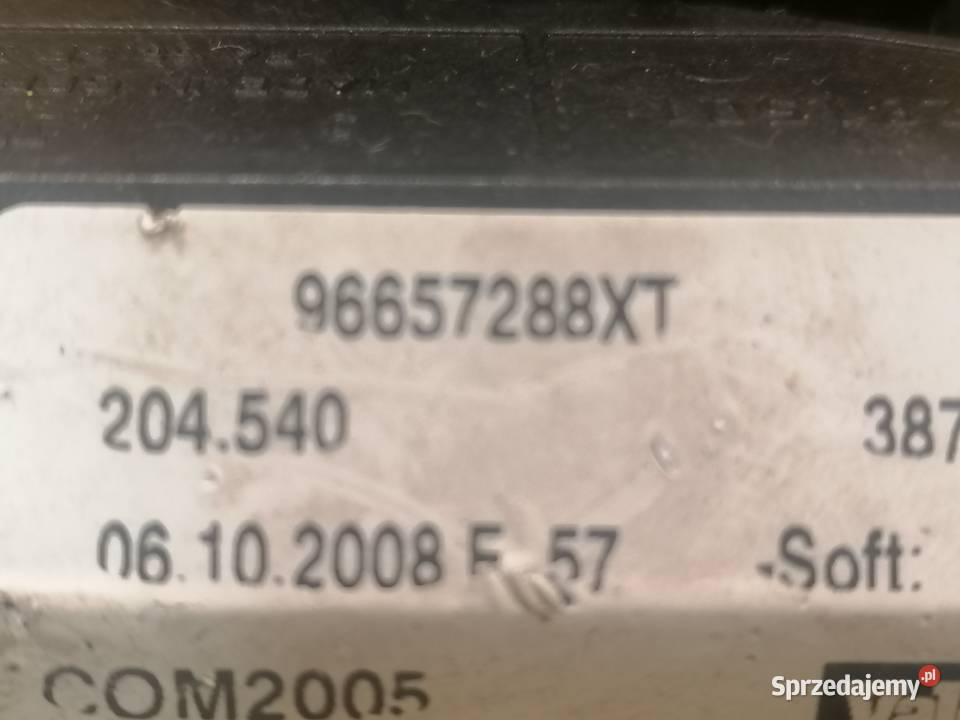 96657288XT
204.540 387
06.10.2008 57 -Soft:
COM2005
Sprzedajemy.pl